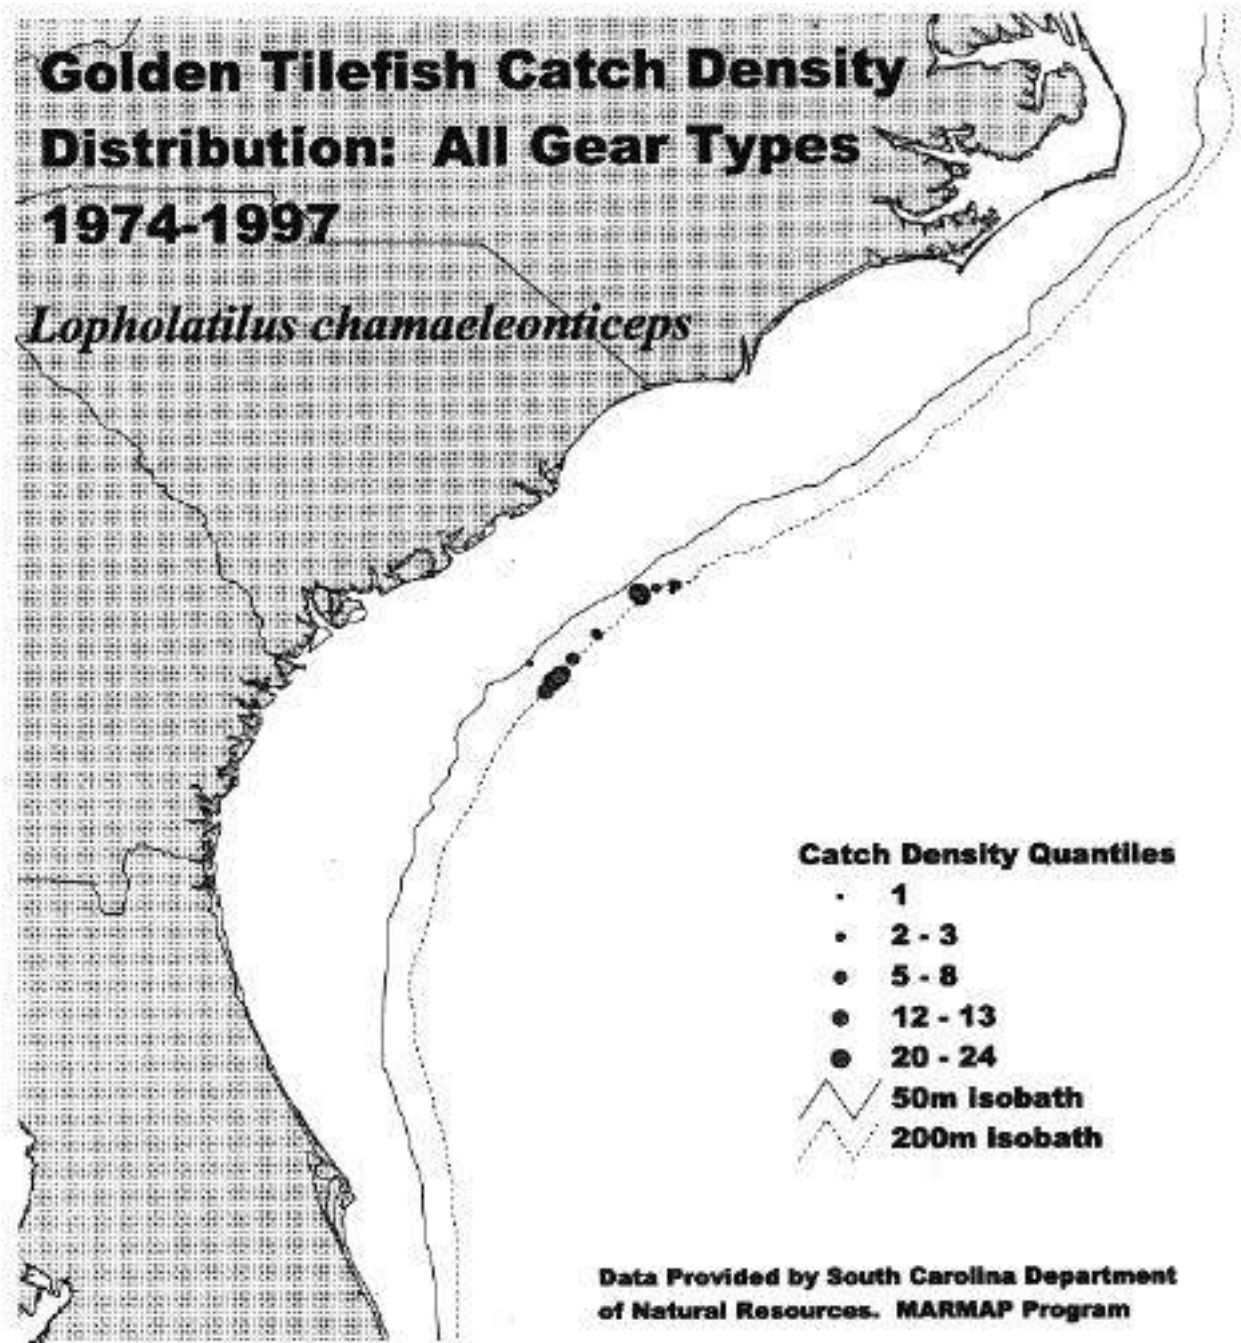 Golden Tilefish Catch Density
Distribution: All Gear Types
1974-1997
Lopholatilus chamaeleonticeps
Catch Density Quantiles
1
2 - 3
5 - 8
12 - 13
20 - 24
50m isobath
200m isobath
Data Provided by South Carolina Department
of Natural Resources. MARMAP Program